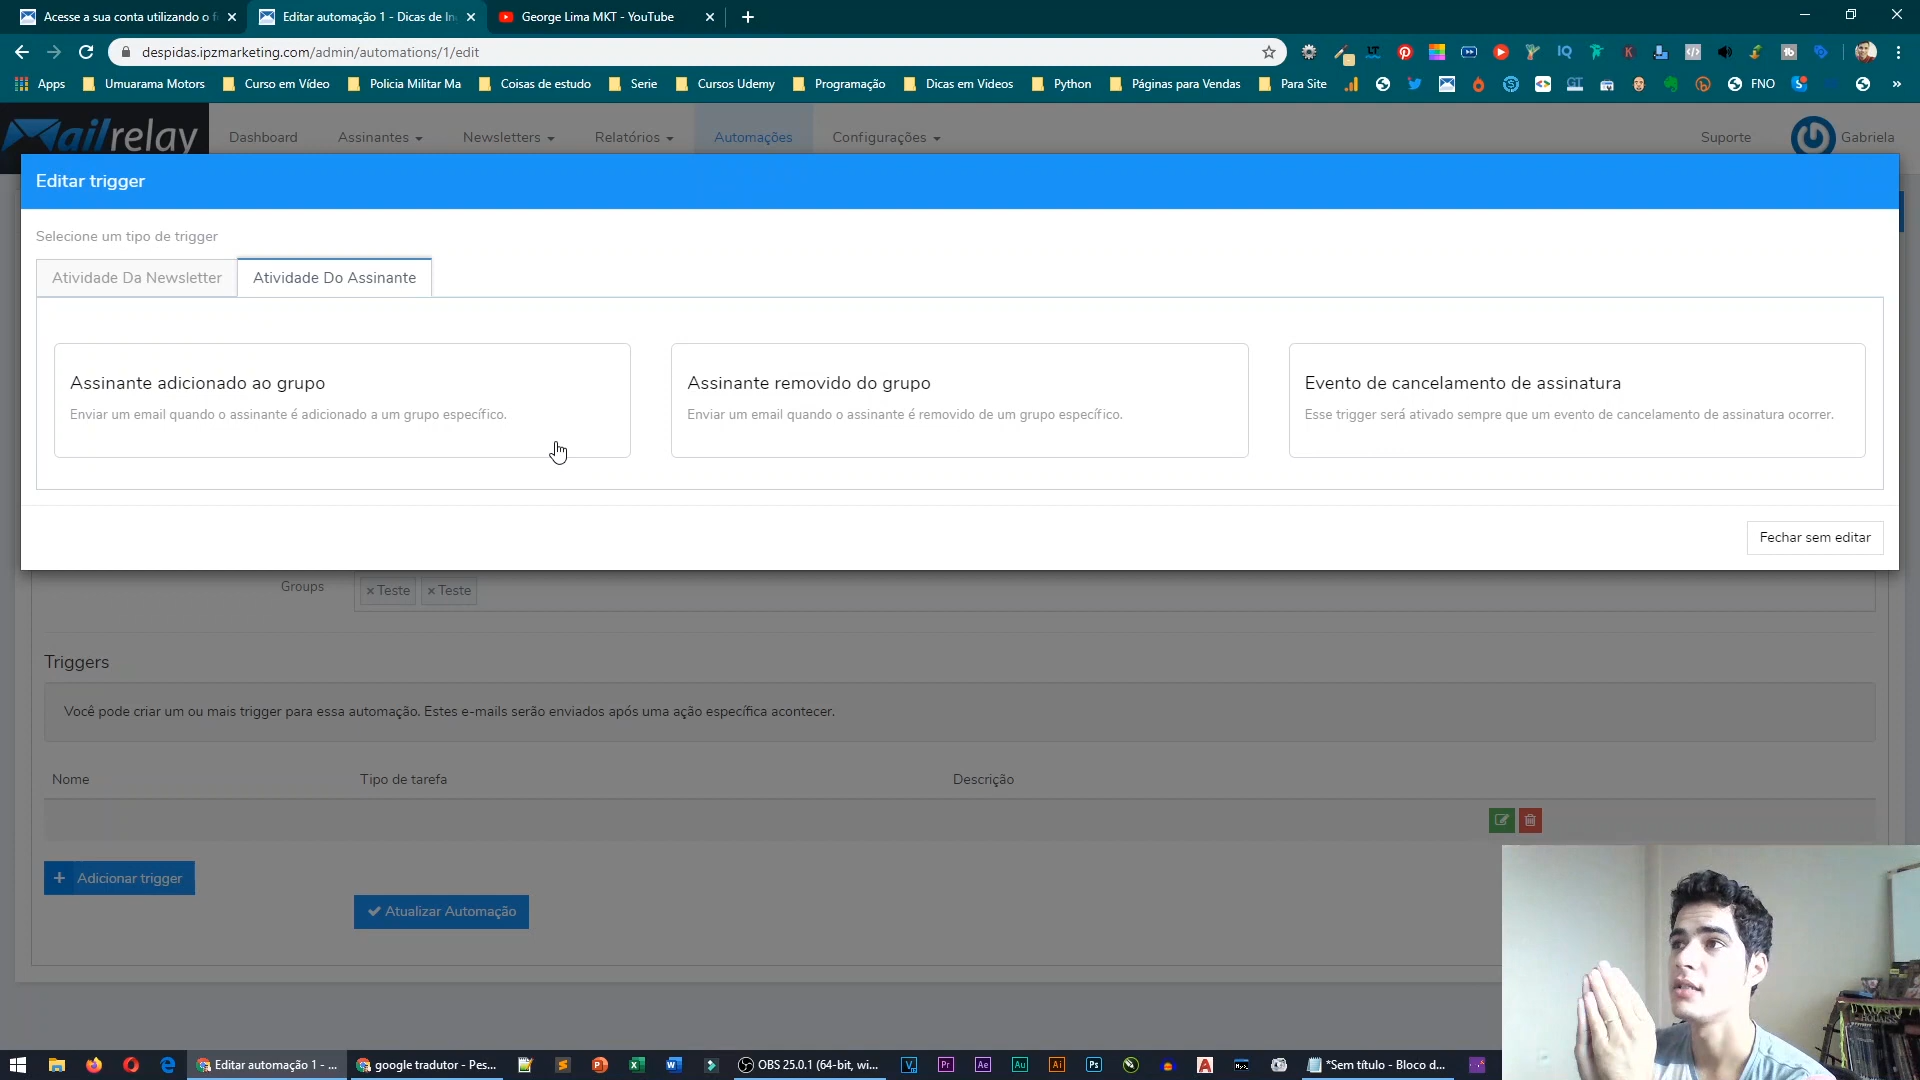 Acesse a sua conta utilizando o f
Editar automação 1 - Dicas de In
George Lima MKT - YouTube
despidas.ipzmarketing.com/admin/automations/1/edit
Apps
Umuarama Motors
Curso em Vídeo
Policia Militar Ma
Coisas de estudo
Serie
Cursos Udemy
Programação
Dicas em Videos
Python
Páginas para Vendas
Para Site
FNO
Mailrelay
Dashboard
Assinantes
Newsletters
Relatórios
Automações
Configurações
Suporte
Gabriela
Editar trigger
Selecione um tipo de trigger
Atividade Da Newsletter
Atividade Do Assinante
Assinante adicionado ao grupo
Enviar um email quando o assinante é adicionado a um grupo específico.
Assinante removido do grupo
Enviar um email quando o assinante é removido de um grupo específico.
Evento de cancelamento de assinatura
Esse trigger será ativado sempre que um evento de cancelamento de assinatura ocorrer.
Fechar sem editar
Groups
× Teste
× Teste
Triggers
Você pode criar um ou mais trigger para essa automação. Estes e-mails serão enviados após uma ação específica acontecer.
Nome
Tipo de tarefa
Descrição
+ Adicionar trigger
Atualizar Automação
Editar automação 1 - ...
google tradutor - Pes...
OBS 25.0.1 (64-bit, wi...
*Sem título - Bloco d...